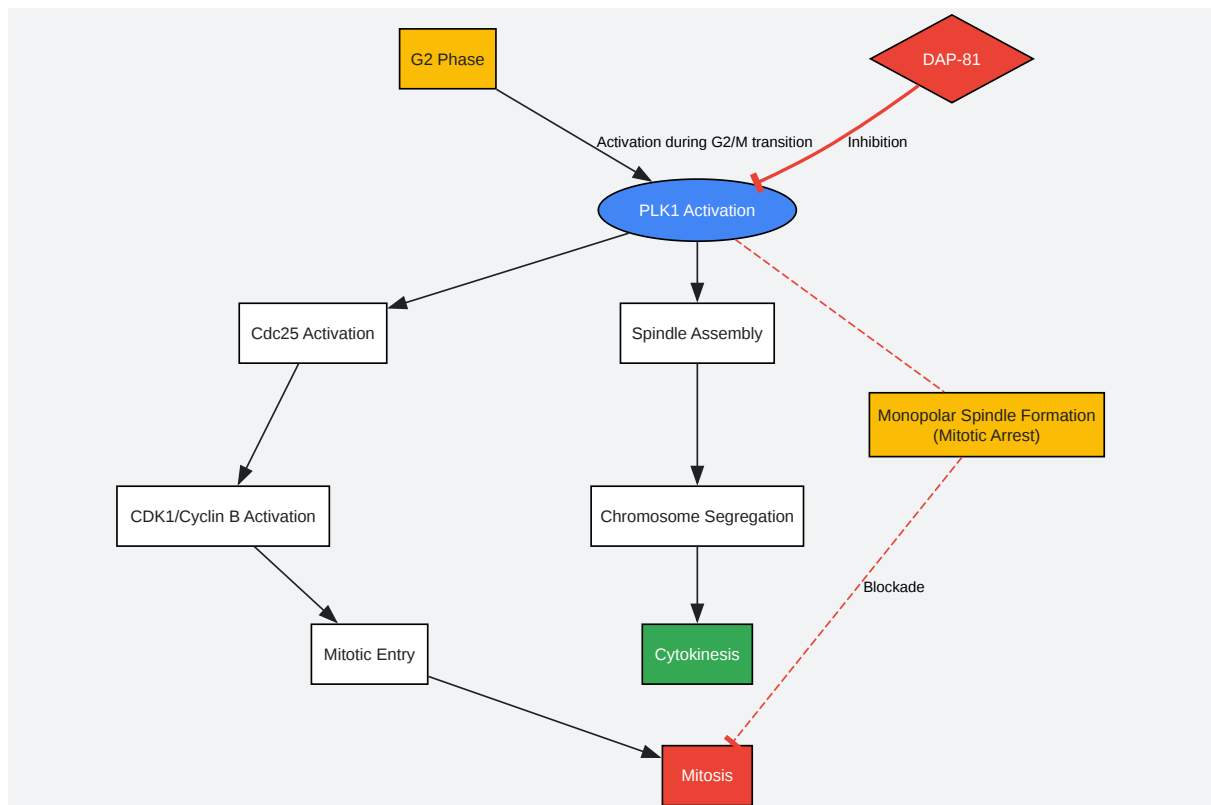 G2 Phase
DAP-81
Activation during G2/M transition
Inhibition
PLK1 Activation
Cdc25 Activation
Spindle Assembly
Monopolar Spindle Formation
(Mitotic Arrest)
CDK1/Cyclin B Activation
Chromosome Segregation
Blockade
Mitotic Entry
Cytokinesis
Mitosis